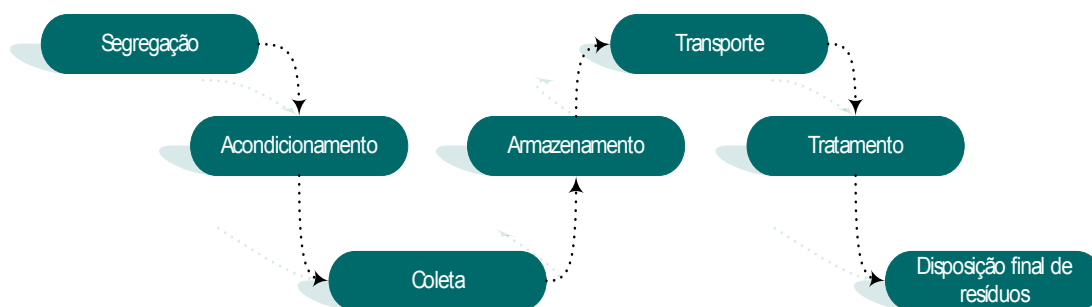 Segregação
Transporte
Acondicionamento
Armazenamento
Tratamento
Coleta
Disposição final de
resíduos